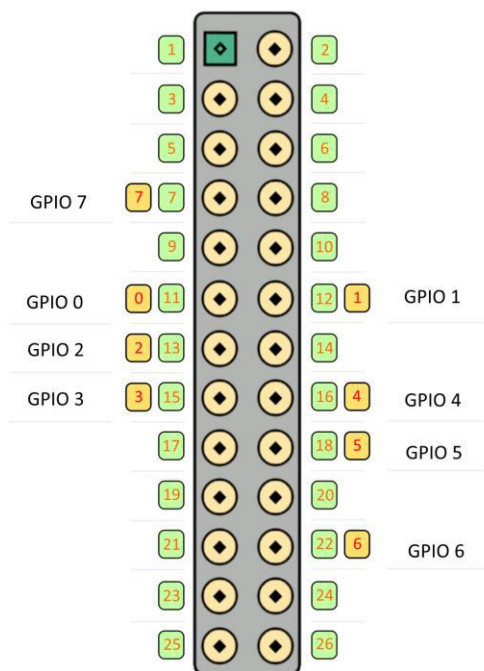 1 2
3 4
5 6
GPIO 7 7 7 8
9 10
GPIO 0 0 11 12 1 GPIO 1
GPIO 2 2 13 14
GPIO 3 3 15 16 4 GPIO 4
17 18 5 GPIO 5
19 20
21 22 6 GPIO 6
23 24
25 26